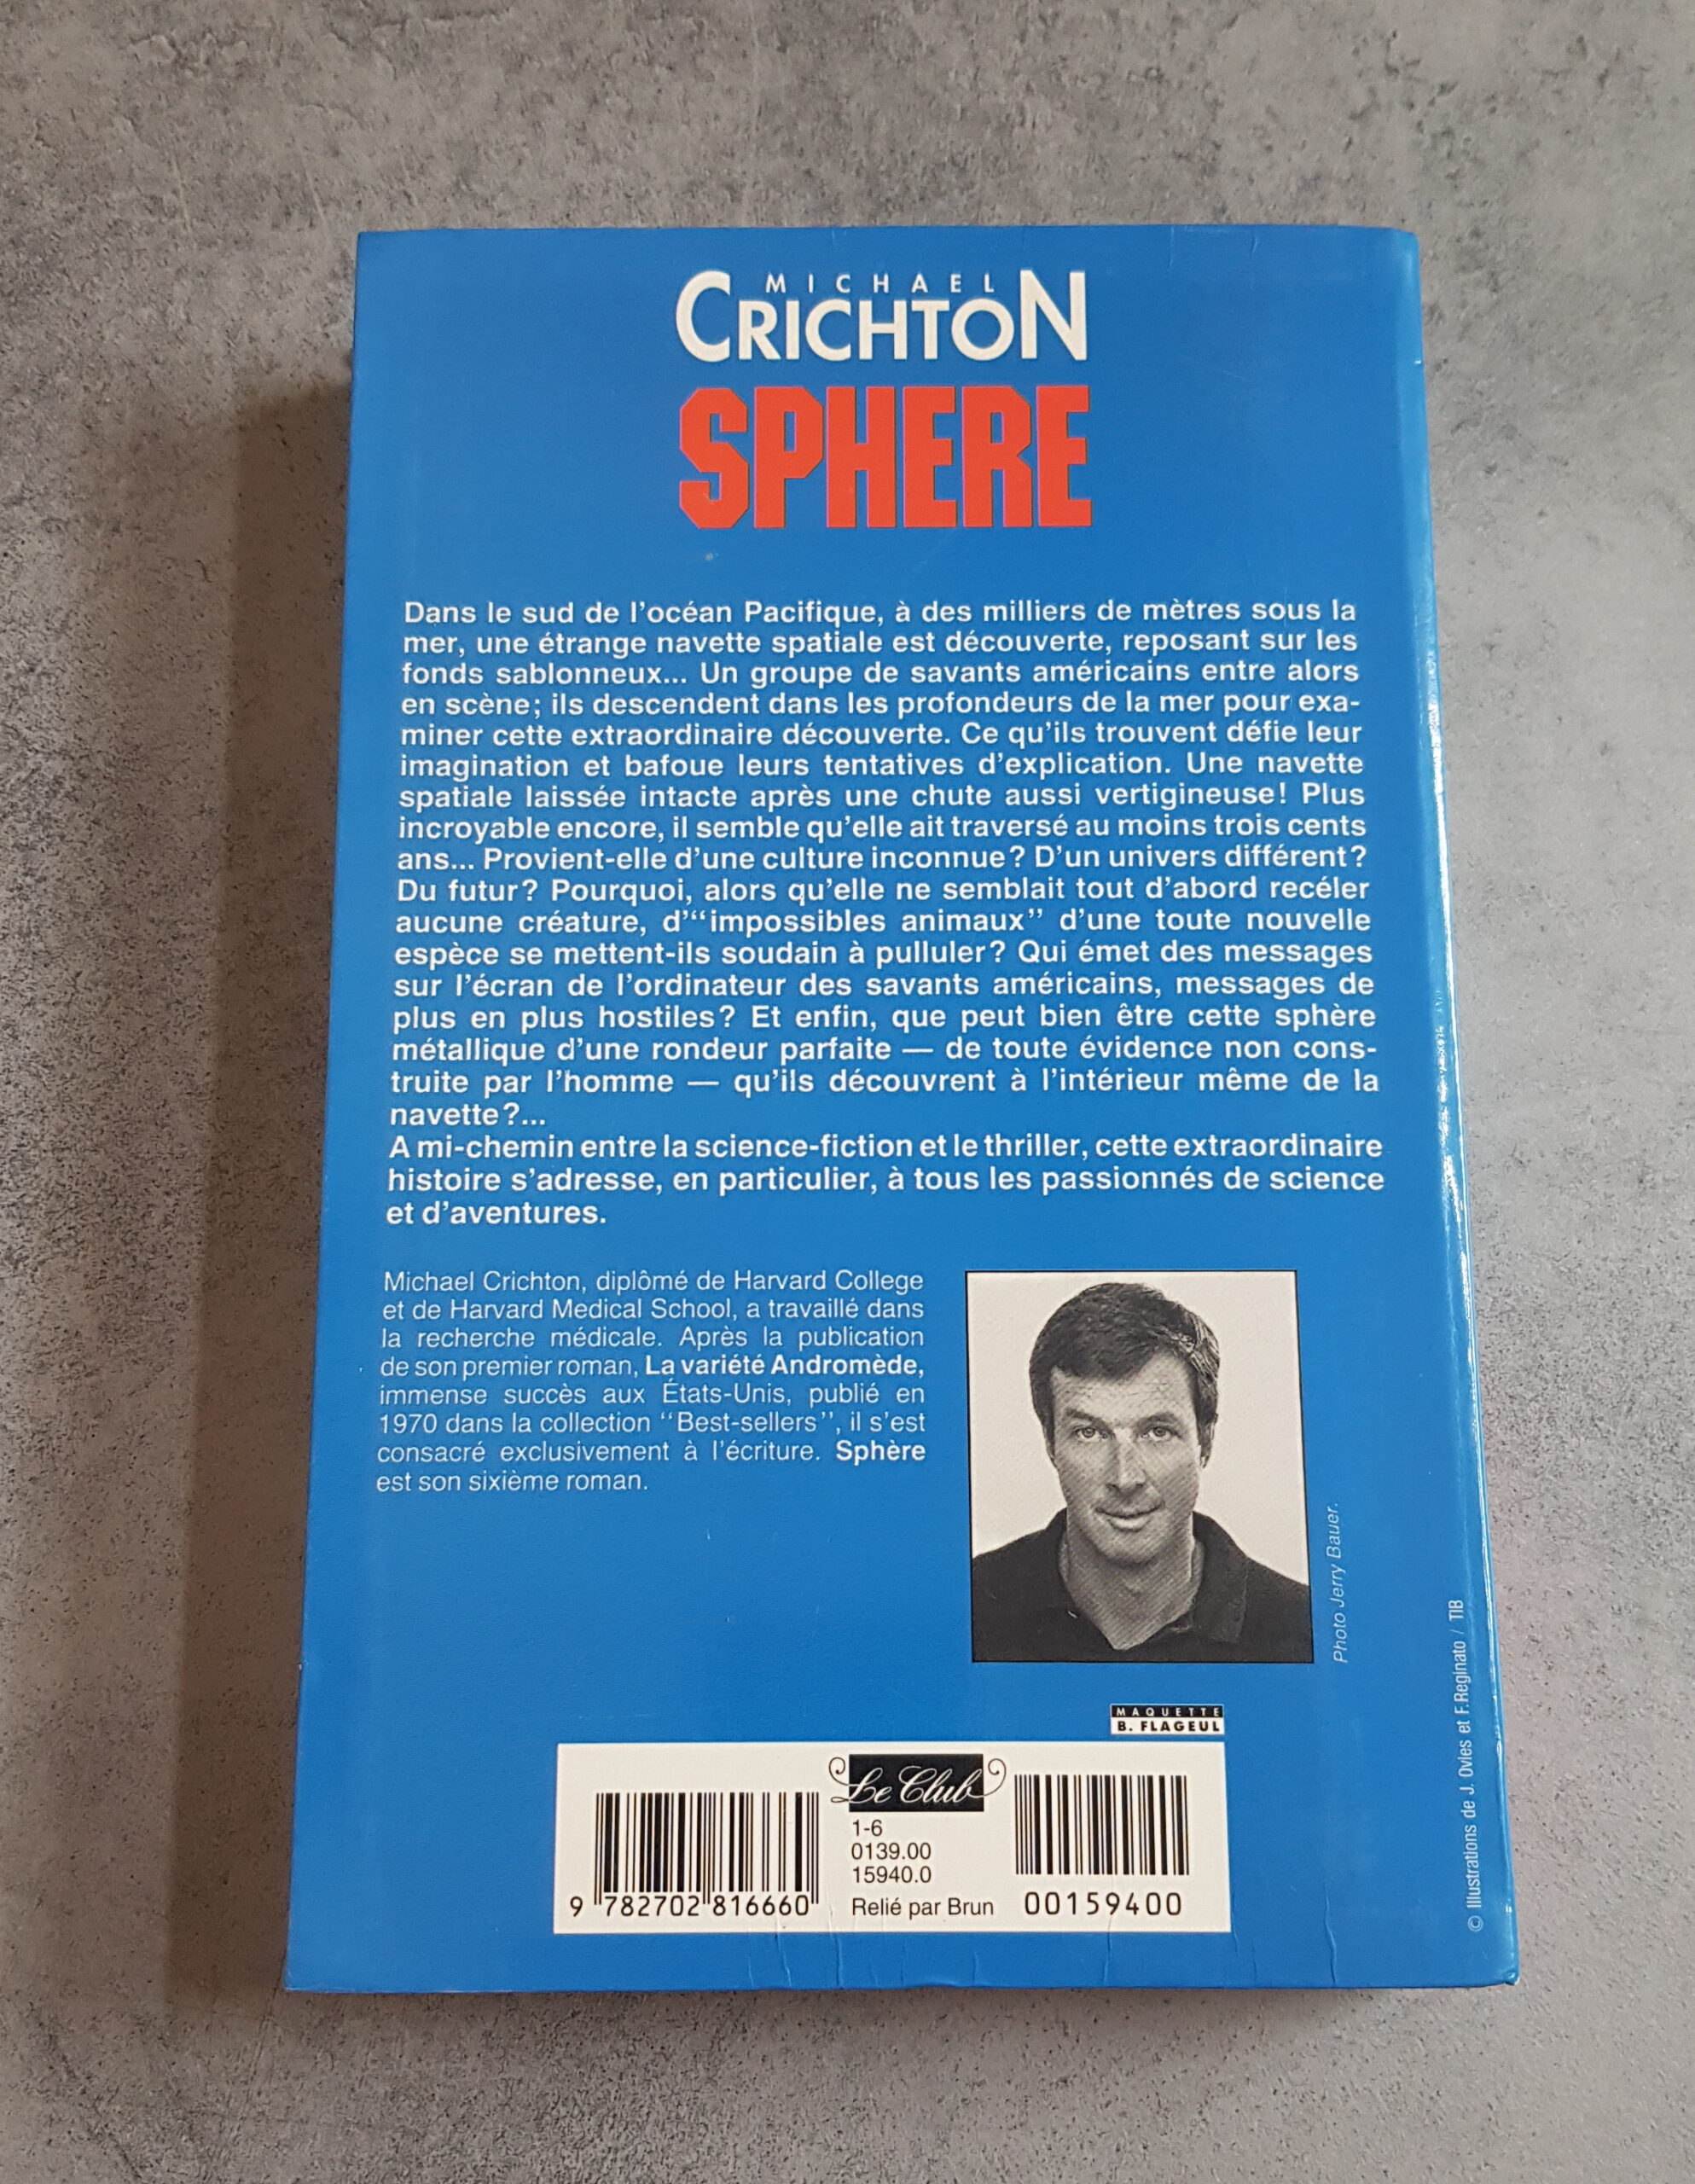 MICHAEL
CRICHTON
SPHERE
Dans le sud de l'océan Pacifique, à des milliers de mètres sous la
mer, une étrange navette spatiale est découverte, reposant sur les
fonds sablonneux... Un groupe de savants américains entre alors
en scène; ils descendent dans les profondeurs de la mer pour exa-
miner cette extraordinaire découverte. Ce qu'ils trouvent défie leur
imagination et bafoue leurs tentatives d'explication. Une navette
spatiale laissée intacte après une chute aussi vertigineuse! Plus
incroyable encore, il semble qu'elle ait traversé au moins trois cents
ans... Provient-elle d'une culture inconnue? D'un univers différent?
Du futur? Pourquoi, alors qu'elle ne semblait tout d'abord recéler
aucune créature, d'“impossibles animaux” d'une toute nouvelle
espèce se mettent-ils soudain à pulluler? Qui émet des messages
sur l'écran de l'ordinateur des savants américains, messages de
plus en plus hostiles? Et enfin, que peut bien être cette sphère
métallique d'une rondeur parfaite — de toute évidence non cons-
truite par l'homme — qu'ils découvrent à l'intérieur même de la
navette?...
A mi-chemin entre la science-fiction et le thriller, cette extraordinaire
histoire s'adresse, en particulier, à tous les passionnés de science
et d'aventures.
Michael Crichton, diplômé de Harvard College
et de Harvard Medical School, a travaillé dans
la recherche médicale. Après la publication
de son premier roman, La variété Andromède,
immense succès aux États-Unis, publié en
1970 dans la collection “Best-sellers”, il s'est
consacré exclusivement à l'écriture. Sphère
est son sixième roman.
Photo Jerry Bauer.
© Illustrations de J. Ovies et F. Reginato / TIB
MAQUETTE
B. FLAGEUL
Le Club
1-6
0139.00
15940.0
Relié par Brun
9 782702 816660
00159400